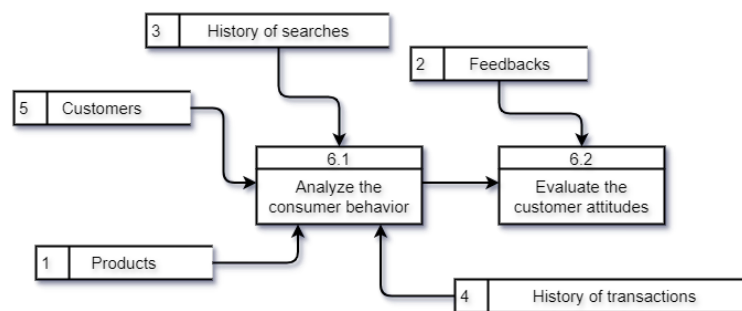 3 History of searches
2 Feedbacks
5 Customers
6.1
Analyze the
consumer behavior
6.2
Evaluate the
customer attitudes
1 Products
4 History of transactions